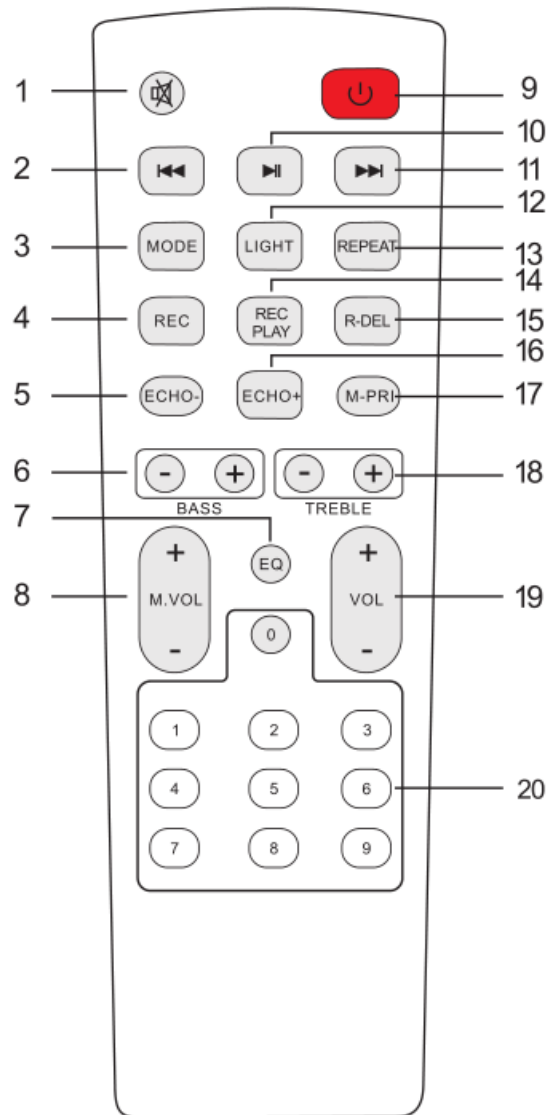 1
9
10
2
11
12
3 MODE LIGHT REPEAT 13
14
4 REC REC PLAY R-DEL 15
16
5 ECHO- ECHO+ M-PRI 17
6 - + - + 18
BASS TREBLE
7
EQ
+ +
8 M.VOL VOL 19
- -
0
1 2 3
4 5 6 20
7 8 9